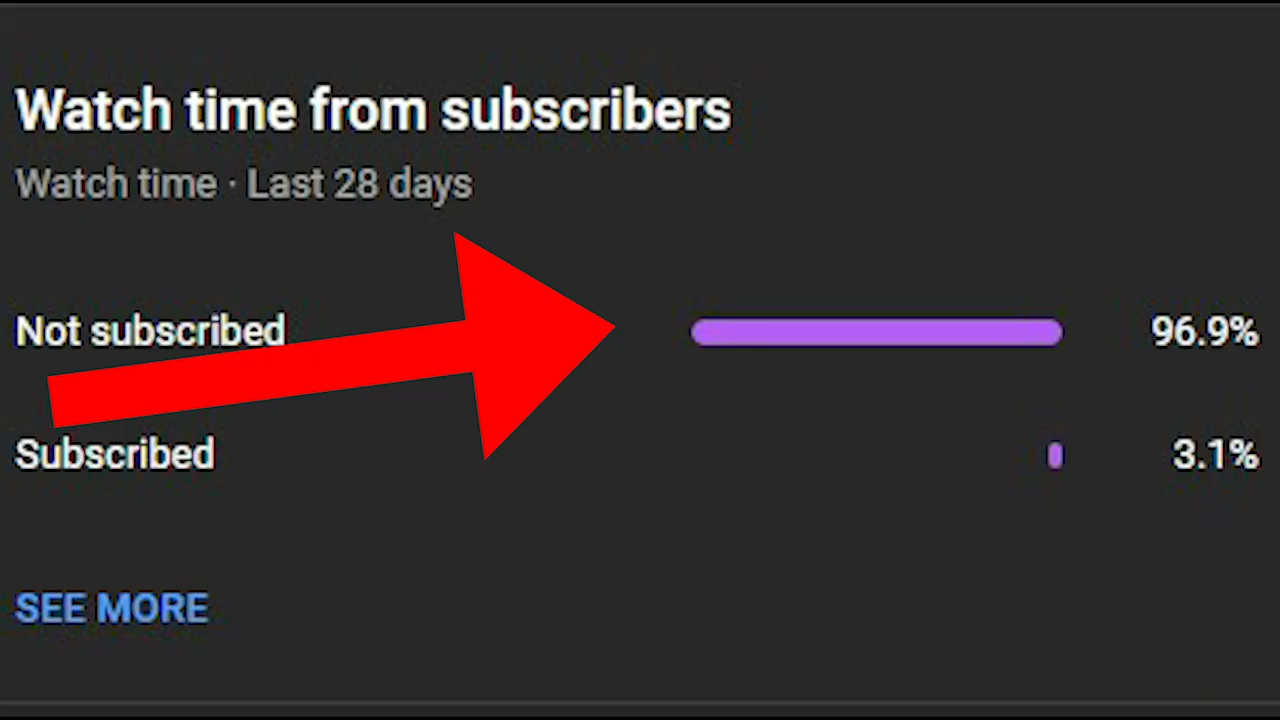 Watch time from subscribers
Watch time · Last 28 days
Not subscribed 96.9%
Subscribed 3.1%
SEE MORE